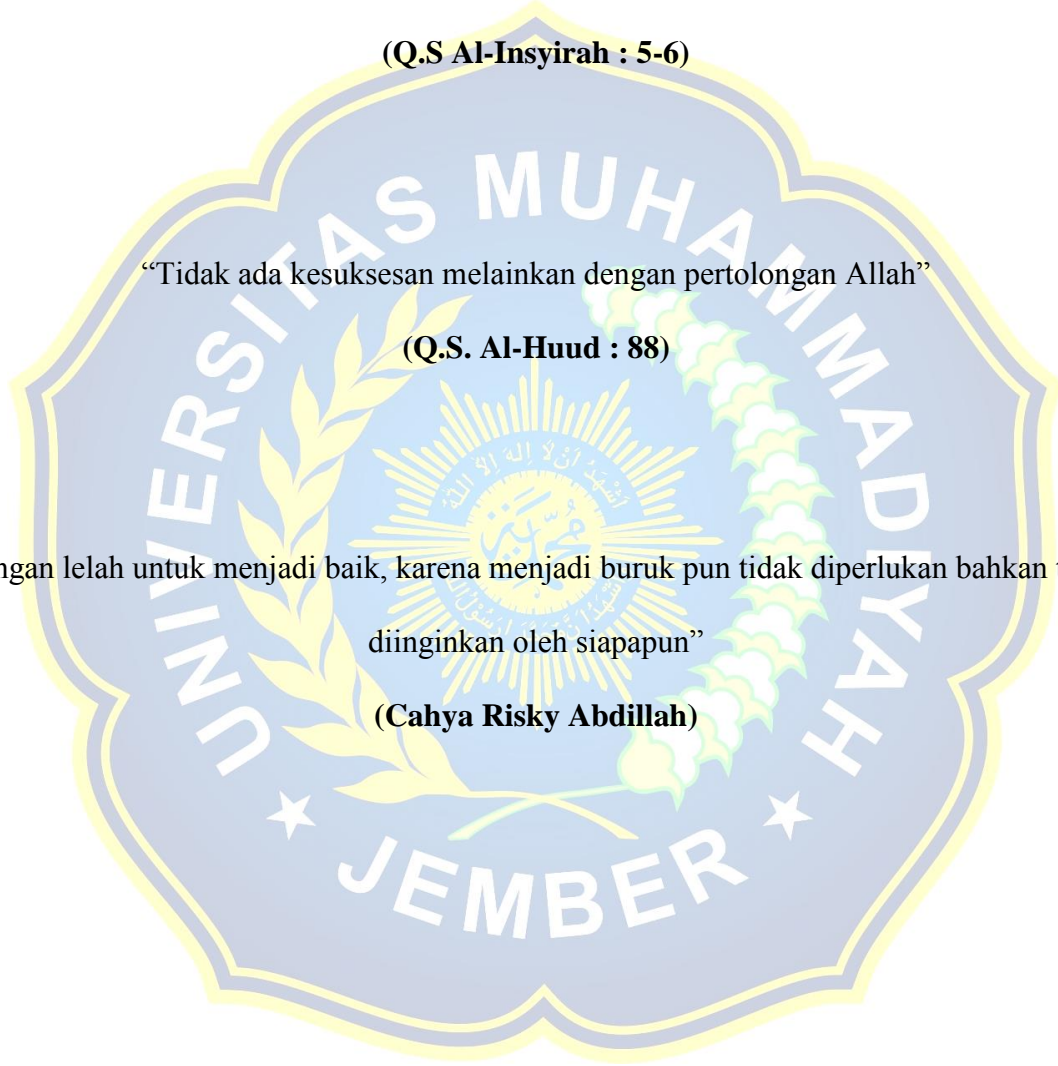 (Q.S Al-Insyirah : 5-6)
“Tidak ada kesuksesan melainkan dengan pertolongan Allah”
(Q.S. Al-Huud : 88)
lelah untuk menjadi baik, karena menjadi buruk pun tidak diperlukan bahkan
diinginkan oleh siapapun”
(Cahya Risky Abdillah)
UNIVERSITAS MUHAMMADIYAH
★ JEMBER ★